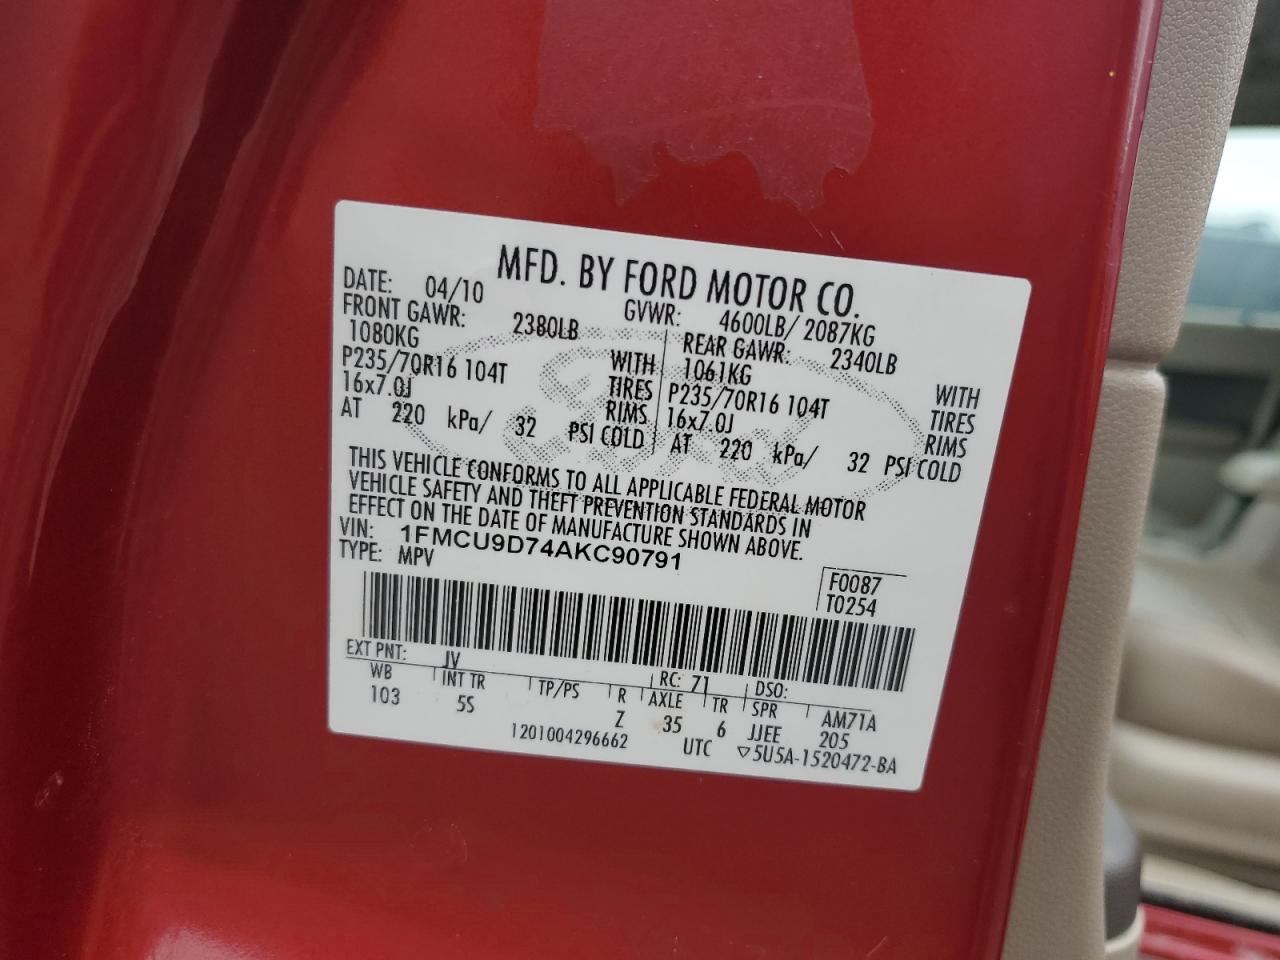 MFD. BY FORD MOTOR CO.
DATE: 04/10 GVWR: 4600LB/ 2087KG
FRONT GAWR: 2380LB REAR GAWR: 2340LB
1080KG WITH 1061KG WITH
P235/70R16 104T TIRES P235/70R16 104T TIRES
16x7.0J RIMS 16x7.0J RIMS
AT 220 kPa/ 32 PSI COLD AT 220 kPa/ 32 PSI COLD
THIS VEHICLE CONFORMS TO ALL APPLICABLE FEDERAL MOTOR
VEHICLE SAFETY AND THEFT PREVENTION STANDARDS IN
EFFECT ON THE DATE OF MANUFACTURE SHOWN ABOVE.
VIN: 1FMCU9D74AKC90791
TYPE: MPV
F0087
T0254
EXT PNT: JV RC: 71 DSO:
WB INT TR TP/PS R AXLE TR SPR AM71A
103 5S Z 35 6 JJEE 205
1201004296662 UTC ▽5U5A-1520472-BA